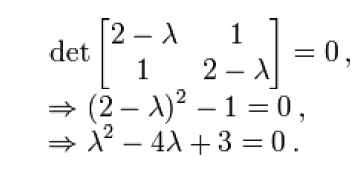 det [2 − λ 1
1 2 − λ] = 0 ,
⇒ (2 − λ)² − 1 = 0 ,
⇒ λ² − 4λ + 3 = 0 .